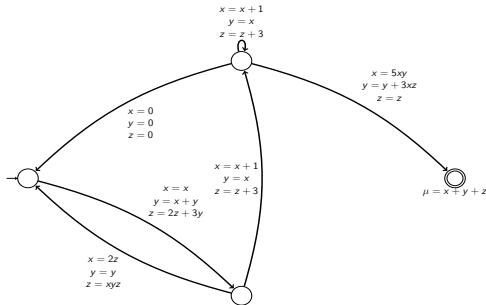 x = x + 1
y = x
z = z + 3
x = 5xy
y = y + 3xz
z = z
x = 0
y = 0
z = 0
x = x + 1
y = x
z = z + 3
x = x
y = x + y
z = 2z + 3y
μ = x + y + z
x = 2z
y = y
z = xyz